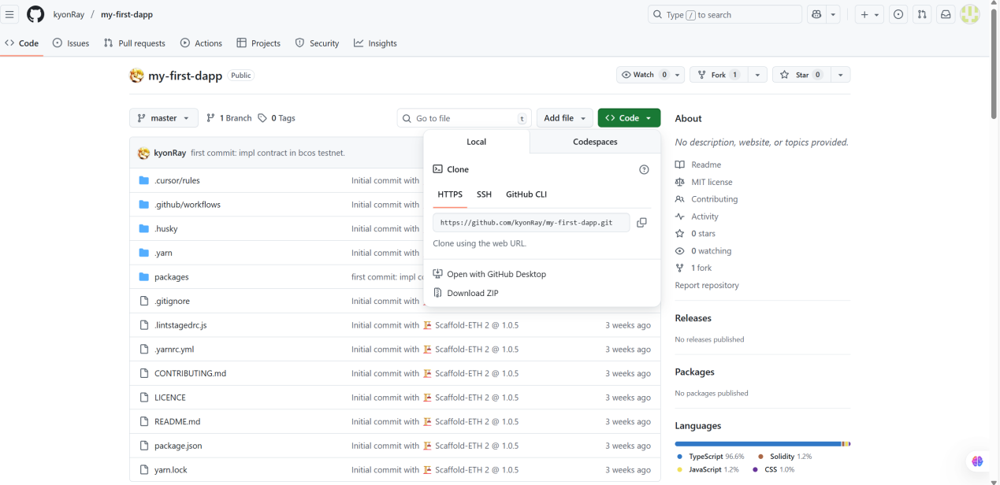 kyonRay / my-first-dapp
Type / to search
Code
Issues
Pull requests
Actions
Projects
Security
Insights
my-first-dapp Public
Watch 0
Fork 1
Star 0
master
1 Branch
0 Tags
Go to file t
Add file
Code
Local
Codespaces
Clone
HTTPS
SSH
GitHub CLI
https://github.com/kyonRay/my-first-dapp.git
Clone using the web URL.
Open with GitHub Desktop
Download ZIP
kyonRay first commit: impl contract in bcos testnet.
.cursor/rules Initial commit with
.github/workflows Initial commit with
.husky Initial commit with
.yarn Initial commit with
packages first commit: impl c
.gitignore Initial commit with
.lintstagedrc.js Initial commit with Scaffold-ETH 2 @ 1.0.5 3 weeks ago
.yarnrc.yml Initial commit with Scaffold-ETH 2 @ 1.0.5 3 weeks ago
CONTRIBUTING.md Initial commit with Scaffold-ETH 2 @ 1.0.5 3 weeks ago
LICENCE Initial commit with Scaffold-ETH 2 @ 1.0.5 3 weeks ago
README.md Initial commit with Scaffold-ETH 2 @ 1.0.5 3 weeks ago
package.json Initial commit with Scaffold-ETH 2 @ 1.0.5 3 weeks ago
yarn.lock Initial commit with Scaffold-ETH 2 @ 1.0.5 3 weeks ago
About
No description, website, or topics provided.
Readme
MIT license
Contributing
Activity
0 stars
0 watching
1 fork
Report repository
Releases
No releases published
Packages
No packages published
Languages
TypeScript 96.6%
Solidity 1.2%
JavaScript 1.2%
CSS 1.0%